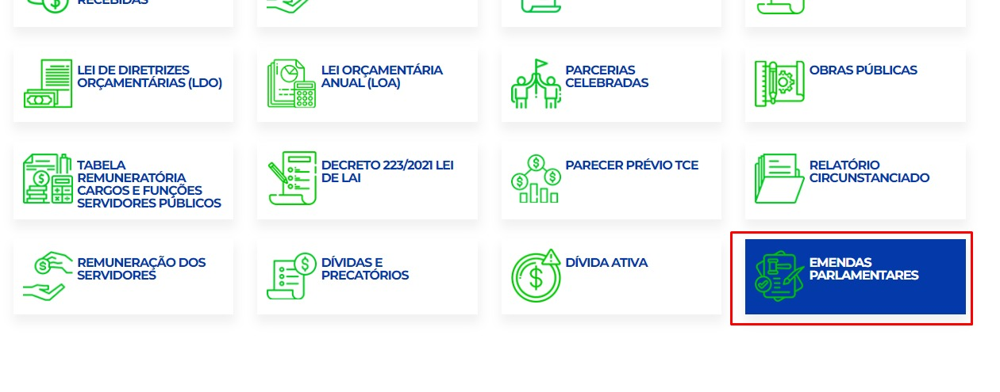 RECEBIDAS
LEI DE DIRETRIZES
ORÇAMENTÁRIAS (LDO)
LEI ORÇAMENTÁRIA
ANUAL (LOA)
PARCERIAS
CELEBRADAS
OBRAS PÚBLICAS
TABELA
REMUNERATÓRIA
CARGOS E FUNÇÕES
SERVIDORES PÚBLICOS
DECRETO 223/2021 LEI
DE LAI
PARECER PRÉVIO TCE
RELATÓRIO
CIRCUNSTANCIADO
REMUNERAÇÃO DOS
SERVIDORES
DÍVIDAS E
PRECATÓRIOS
DÍVIDA ATIVA
EMENDAS
PARLAMENTARES